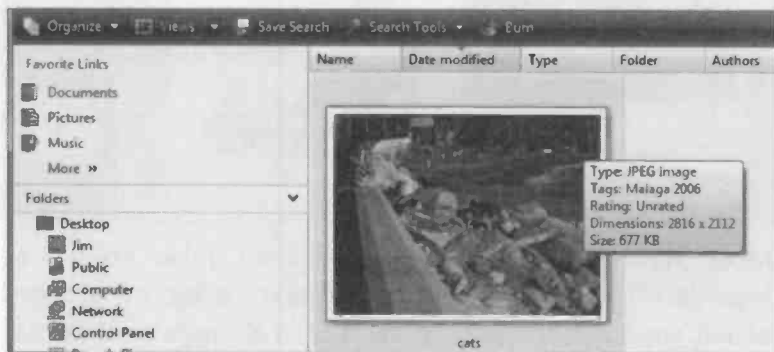 Organize Views Save Search Search Tools Burn
Favorite Links
Documents
Pictures
Music
More »
Folders
Desktop
Jim
Public
Computer
Network
Control Panel
Name Date modified Type Folder Authors
Type: JPEG Image
Tags: Malaga 2006
Rating: Unrated
Dimensions: 2816 x 2112
Size: 677 KB
cats